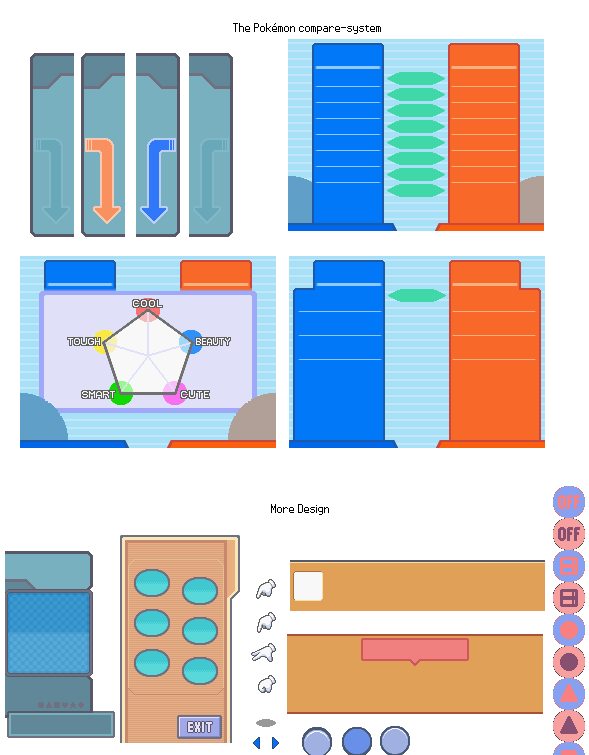 The Pokémon compare-system
COOL
TOUGH
BEAUTY
SMART
CUTE
More Design
OFF
OFF
EXIT